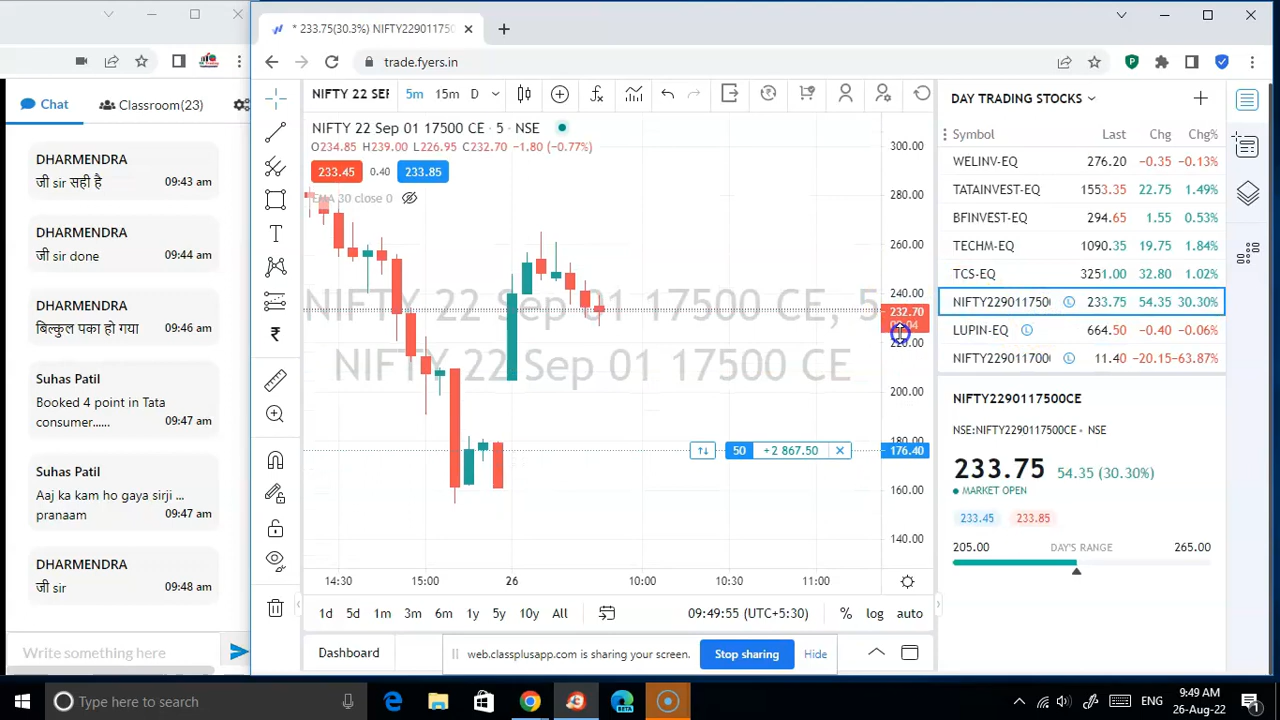 * 233.75(30.3%) NIFTY22901175
trade.fyers.in
Chat
Classroom(23)
DHARMENDRA
जी sir सही है
09:43 am
DHARMENDRA
जी sir done
09:44 am
DHARMENDRA
बिल्कुल पका हो गया
09:46 am
Suhas Patil
Booked 4 point in Tata
consumer......
09:47 am
Suhas Patil
Aaj ka kam ho gaya sirji ...
pranaam
09:47 am
DHARMENDRA
जी sir
09:48 am
Write something here
NIFTY 22 SEP
5m
15m
D
NIFTY 22 Sep 01 17500 CE · 5 · NSE
O234.85 H239.00 L226.95 C232.70 −1.80 (−0.77%)
233.45
0.40
233.85
EMA 30 close 0
NIFTY 22 Sep 01 17500 CE, 5
NIFTY 22 Sep 01 17500 CE
50
+2 867.50
300.00
280.00
260.00
240.00
232.70
220.00
200.00
180.00
176.40
160.00
140.00
14:30
15:00
26
10:00
10:30
11:00
1d
5d
1m
3m
6m
1y
5y
10y
All
09:49:55 (UTC+5:30)
%
log
auto
Dashboard
web.classplusapp.com is sharing your screen.
Stop sharing
Hide
DAY TRADING STOCKS
Symbol Last Chg Chg%
WELINV-EQ 276.20 −0.35 −0.13%
TATAINVEST-EQ 1553.35 22.75 1.49%
BFINVEST-EQ 294.65 1.55 0.53%
TECHM-EQ 1090.35 19.75 1.84%
TCS-EQ 3251.00 32.80 1.02%
NIFTY2290117500 233.75 54.35 30.30%
LUPIN-EQ 664.50 −0.40 −0.06%
NIFTY2290117000 11.40 −20.15 −63.87%
NIFTY2290117500CE
NSE:NIFTY2290117500CE • NSE
233.75 54.35 (30.30%)
MARKET OPEN
233.45
233.85
205.00 DAY'S RANGE 265.00
Type here to search
ENG
9:49 AM
26-Aug-22
1